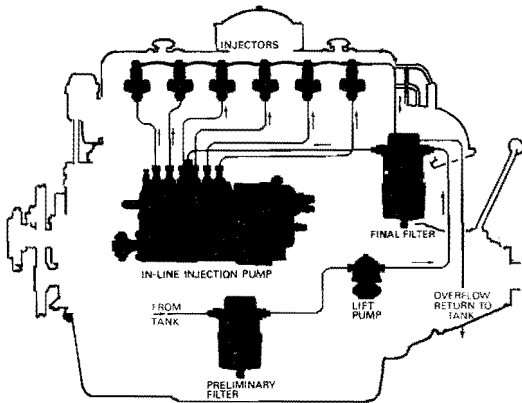 INJECTORS
FINAL FILTER
IN-LINE INJECTION PUMP
FROM
TANK
LIFT
PUMP
OVERFLOW
RETURN TO
TANK
PRELIMINARY
FILTER